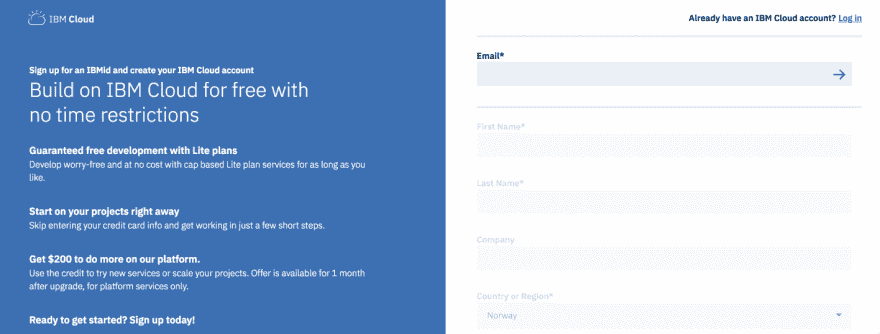 IBM Cloud
Sign up for an IBMid and create your IBM Cloud account
Build on IBM Cloud for free with
no time restrictions
Guaranteed free development with Lite plans
Develop worry-free and at no cost with cap based Lite plan services for as long as you
like.
Start on your projects right away
Skip entering your credit card info and get working in just a few short steps.
Get $200 to do more on our platform.
Use the credit to try new services or scale your projects. Offer is available for 1 month
after upgrade, for platform services only.
Ready to get started? Sign up today!
Already have an IBM Cloud account? Log in
Email*
First Name*
Last Name*
Company
Country or Region*
Norway